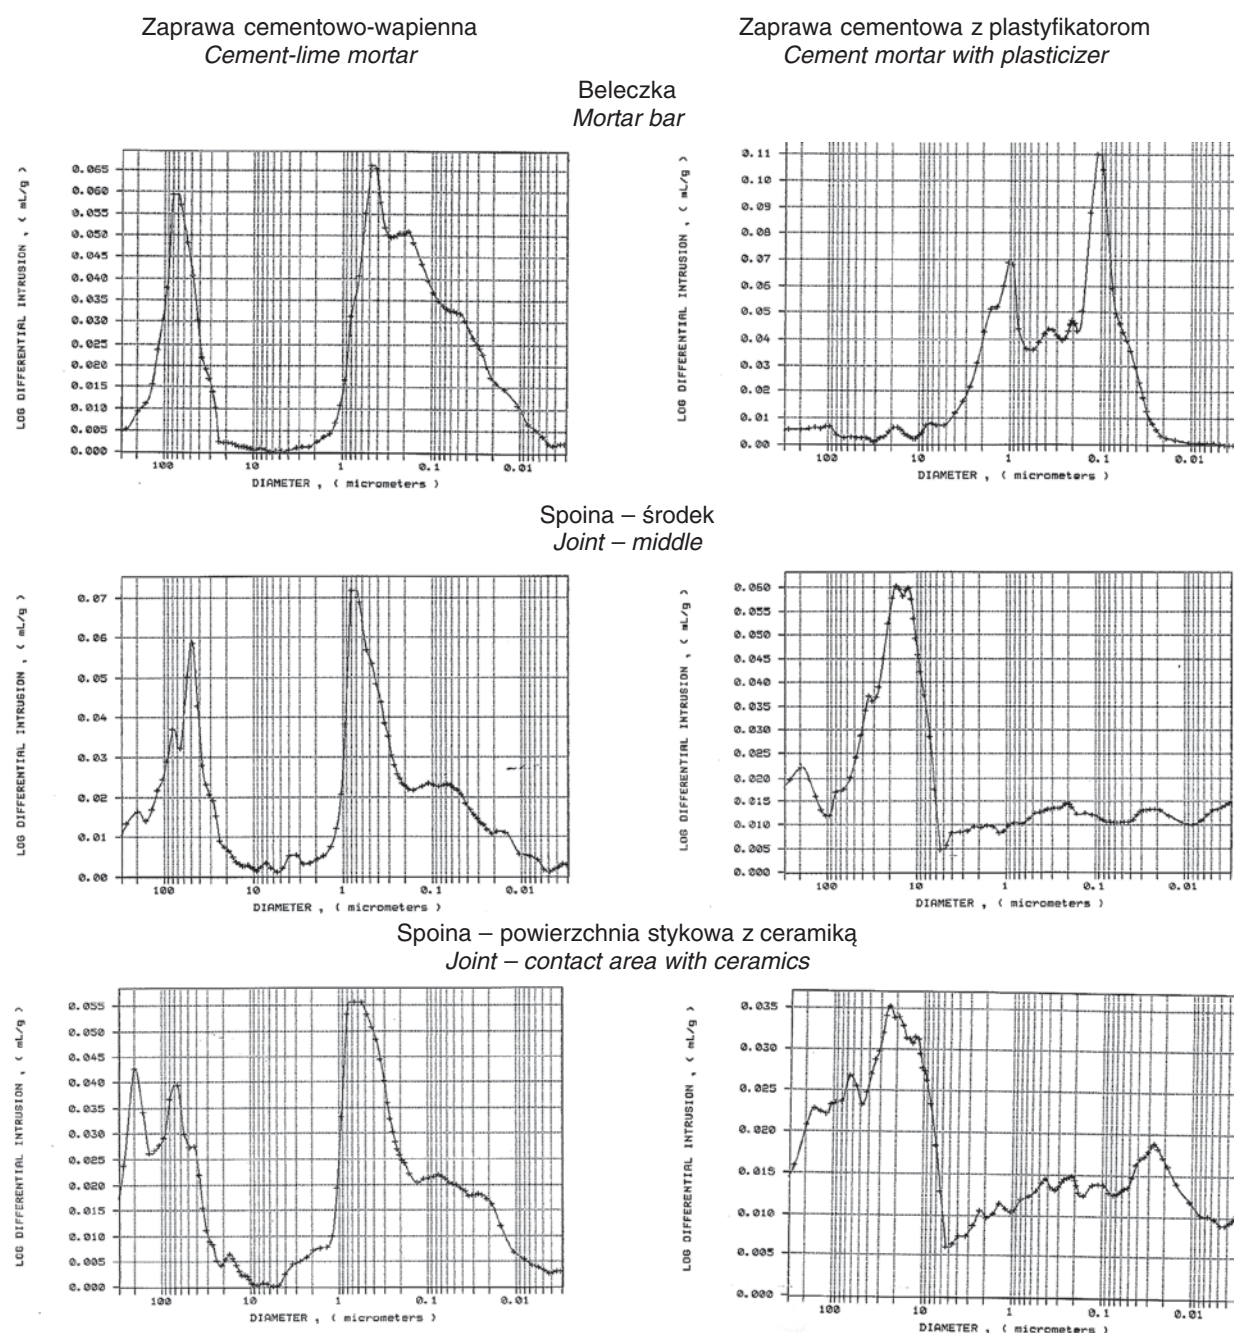 Zaprawa cementowo-wapienna
Cement-lime mortar
Zaprawa cementowa z plastyfikatorom
Cement mortar with plasticizer
Beleczka
Mortar bar
LOG DIFFERENTIAL INTRUSION , ( mL/g )
0.065
0.060
0.055
0.050
0.045
0.040
0.035
0.030
0.025
0.020
0.015
0.010
0.005
0.000
100 10 1 0.1 0.01
DIAMETER , ( micrometers )
LOG DIFFERENTIAL INTRUSION , ( mL/g )
0.11
0.10
0.09
0.08
0.07
0.06
0.05
0.04
0.03
0.02
0.01
0.00
100 10 1 0.1 0.01
DIAMETER , ( micrometers )
Spoina – środek
Joint – middle
LOG DIFFERENTIAL INTRUSION , ( mL/g )
0.07
0.06
0.05
0.04
0.03
0.02
0.01
0.00
100 10 1 0.1 0.01
DIAMETER , ( micrometers )
LOG DIFFERENTIAL INTRUSION , ( mL/g )
0.060
0.055
0.050
0.045
0.040
0.035
0.030
0.025
0.020
0.015
0.010
0.005
0.000
100 10 1 0.1 0.01
DIAMETER , ( micrometers )
Spoina – powierzchnia stykowa z ceramiką
Joint – contact area with ceramics
LOG DIFFERENTIAL INTRUSION , ( mL/g )
0.055
0.050
0.045
0.040
0.035
0.030
0.025
0.020
0.015
0.010
0.005
0.000
100 10 1 0.1 0.01
DIAMETER , ( micrometers )
LOG DIFFERENTIAL INTRUSION , ( mL/g )
0.035
0.030
0.025
0.020
0.015
0.010
0.005
0.000
100 10 1 0.1 0.01
DIAMETER , ( micrometers )